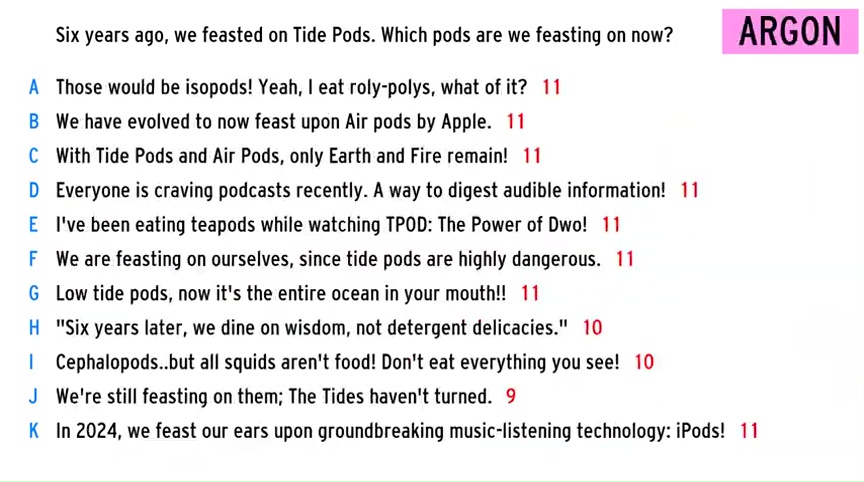 Six years ago, we feasted on Tide Pods. Which pods are we feasting on now?
ARGON
A Those would be isopods! Yeah, I eat roly-polys, what of it? 11
B We have evolved to now feast upon Air pods by Apple. 11
C With Tide Pods and Air Pods, only Earth and Fire remain! 11
D Everyone is craving podcasts recently. A way to digest audible information! 11
E I've been eating teapods while watching TPOD: The Power of Dwo! 11
F We are feasting on ourselves, since tide pods are highly dangerous. 11
G Low tide pods, now it's the entire ocean in your mouth!! 11
H "Six years later, we dine on wisdom, not detergent delicacies." 10
I Cephalopods..but all squids aren't food! Don't eat everything you see! 10
J We're still feasting on them; The Tides haven't turned. 9
K In 2024, we feast our ears upon groundbreaking music-listening technology: iPods! 11